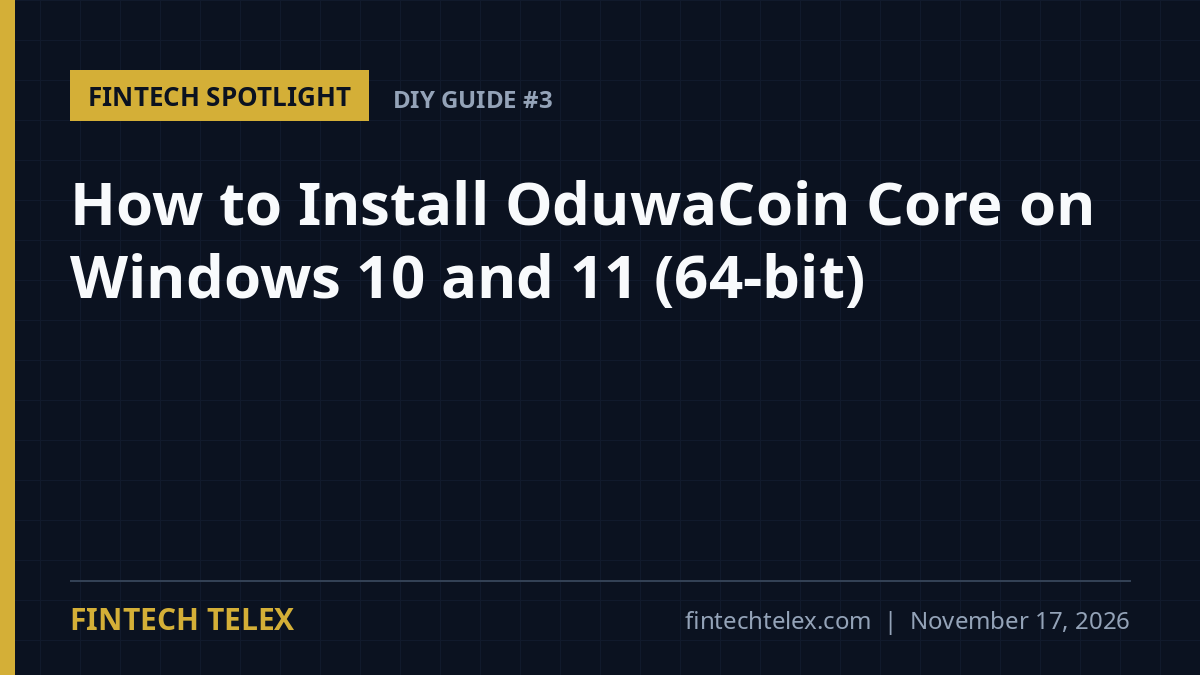 FINTECH SPOTLIGHT DIY GUIDE #3
How to Install OduwaCoin Core on
Windows 10 and 11 (64-bit)
FINTECH TELEX fintechtelex.com | November 17, 2026